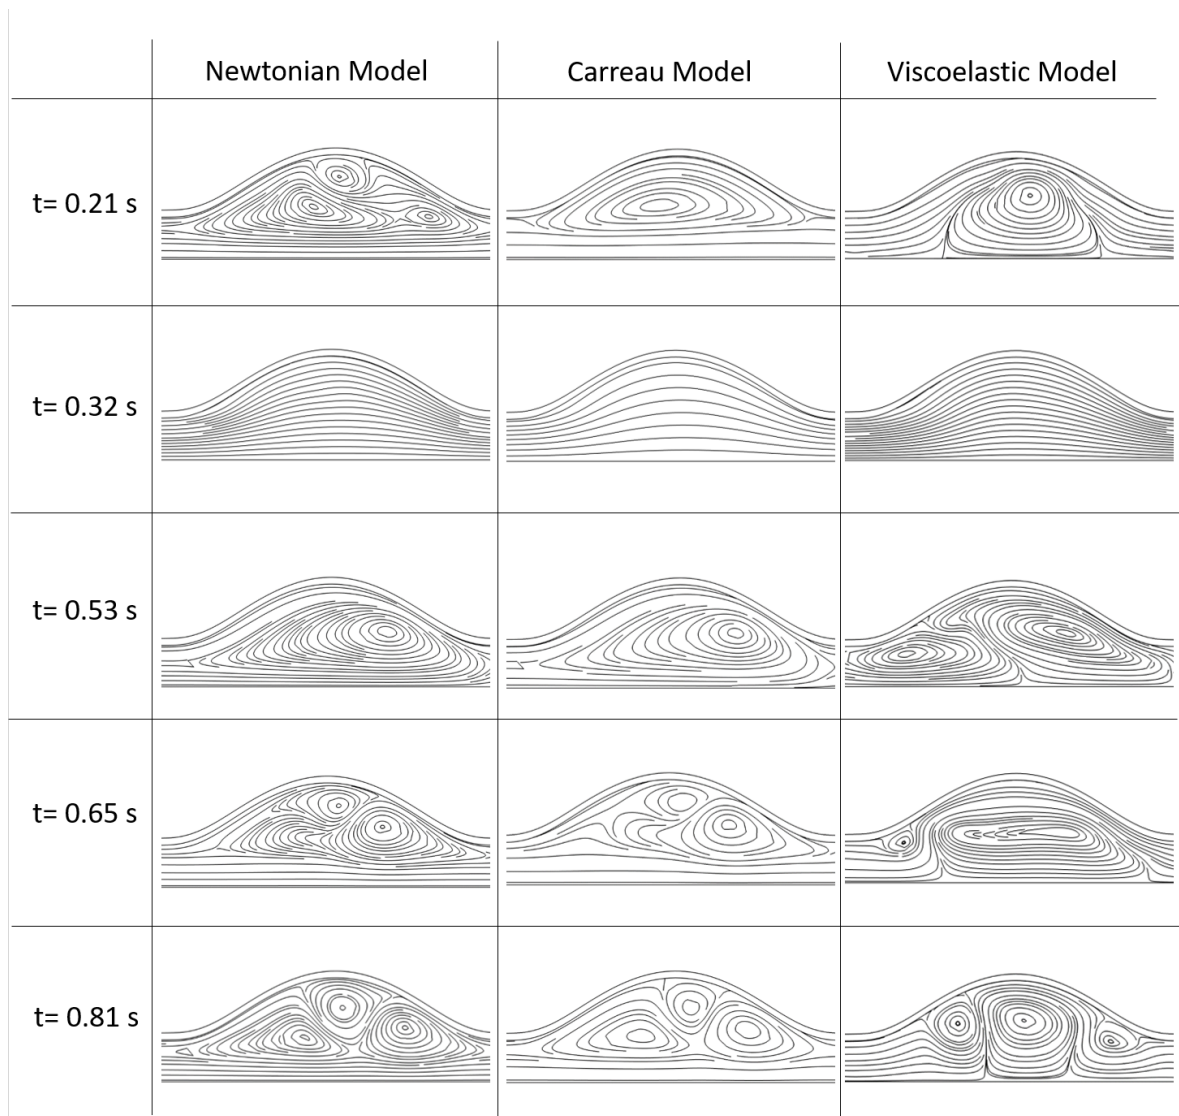 Newtonian Model Carreau Model Viscoelastic Model
t= 0.21 s
t= 0.32 s
t= 0.53 s
t= 0.65 s
t= 0.81 s